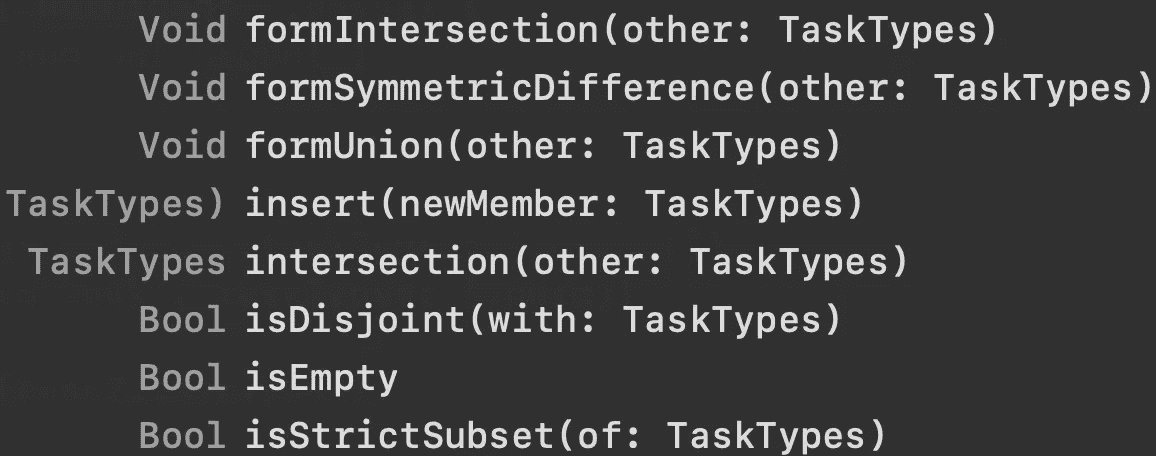 Void formIntersection(other: TaskTypes)
Void formSymmetricDifference(other: TaskTypes)
Void formUnion(other: TaskTypes)
TaskTypes) insert(newMember: TaskTypes)
TaskTypes intersection(other: TaskTypes)
Bool isDisjoint(with: TaskTypes)
Bool isEmpty
Bool isStrictSubset(of: TaskTypes)